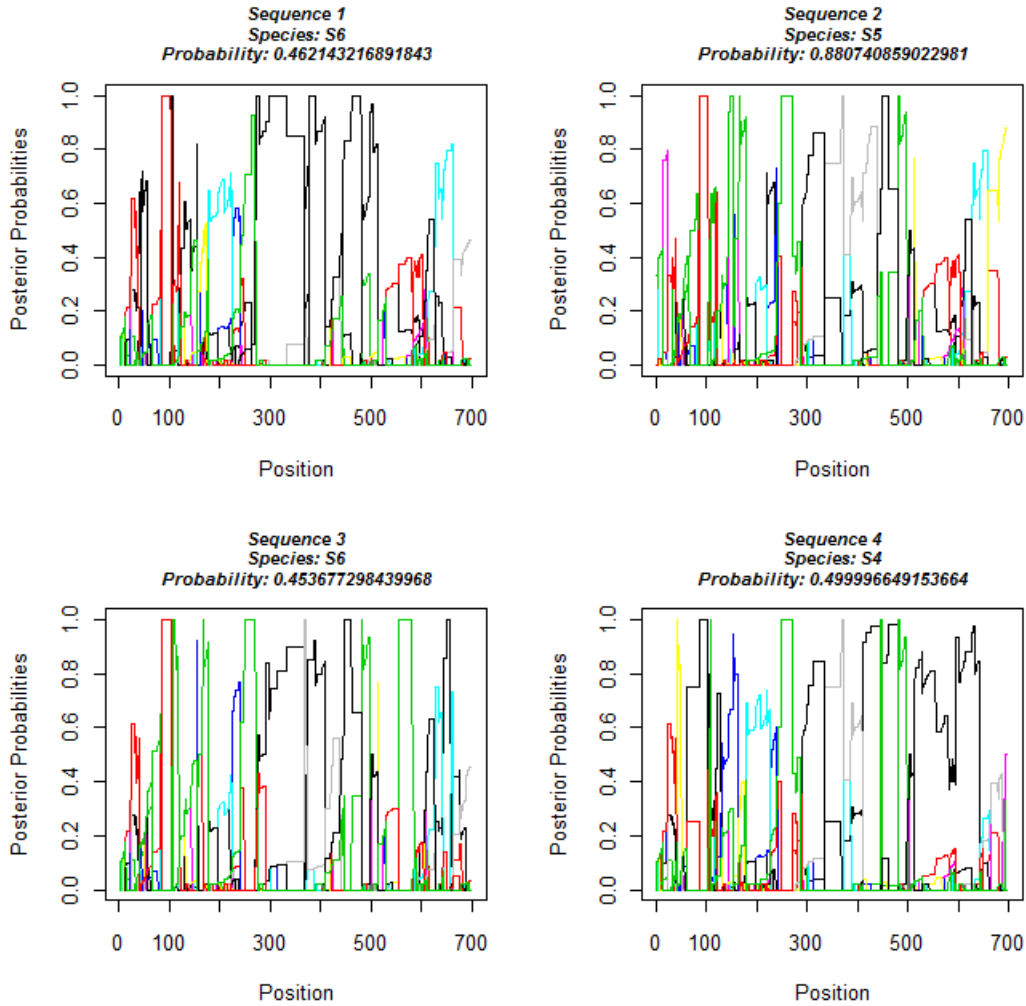 Sequence 1
Species: S6
Probability: 0.462143216891843
Posterior Probabilities
1.0
0.8
0.6
0.4
0.2
0.0
0 100 300 500 700
Position
Sequence 2
Species: S5
Probability: 0.880740859022981
Posterior Probabilities
1.0
0.8
0.6
0.4
0.2
0.0
0 100 300 500 700
Position
Sequence 3
Species: S6
Probability: 0.453677298439968
Posterior Probabilities
1.0
0.8
0.6
0.4
0.2
0.0
0 100 300 500 700
Position
Sequence 4
Species: S4
Probability: 0.499996649153664
Posterior Probabilities
1.0
0.8
0.6
0.4
0.2
0.0
0 100 300 500 700
Position